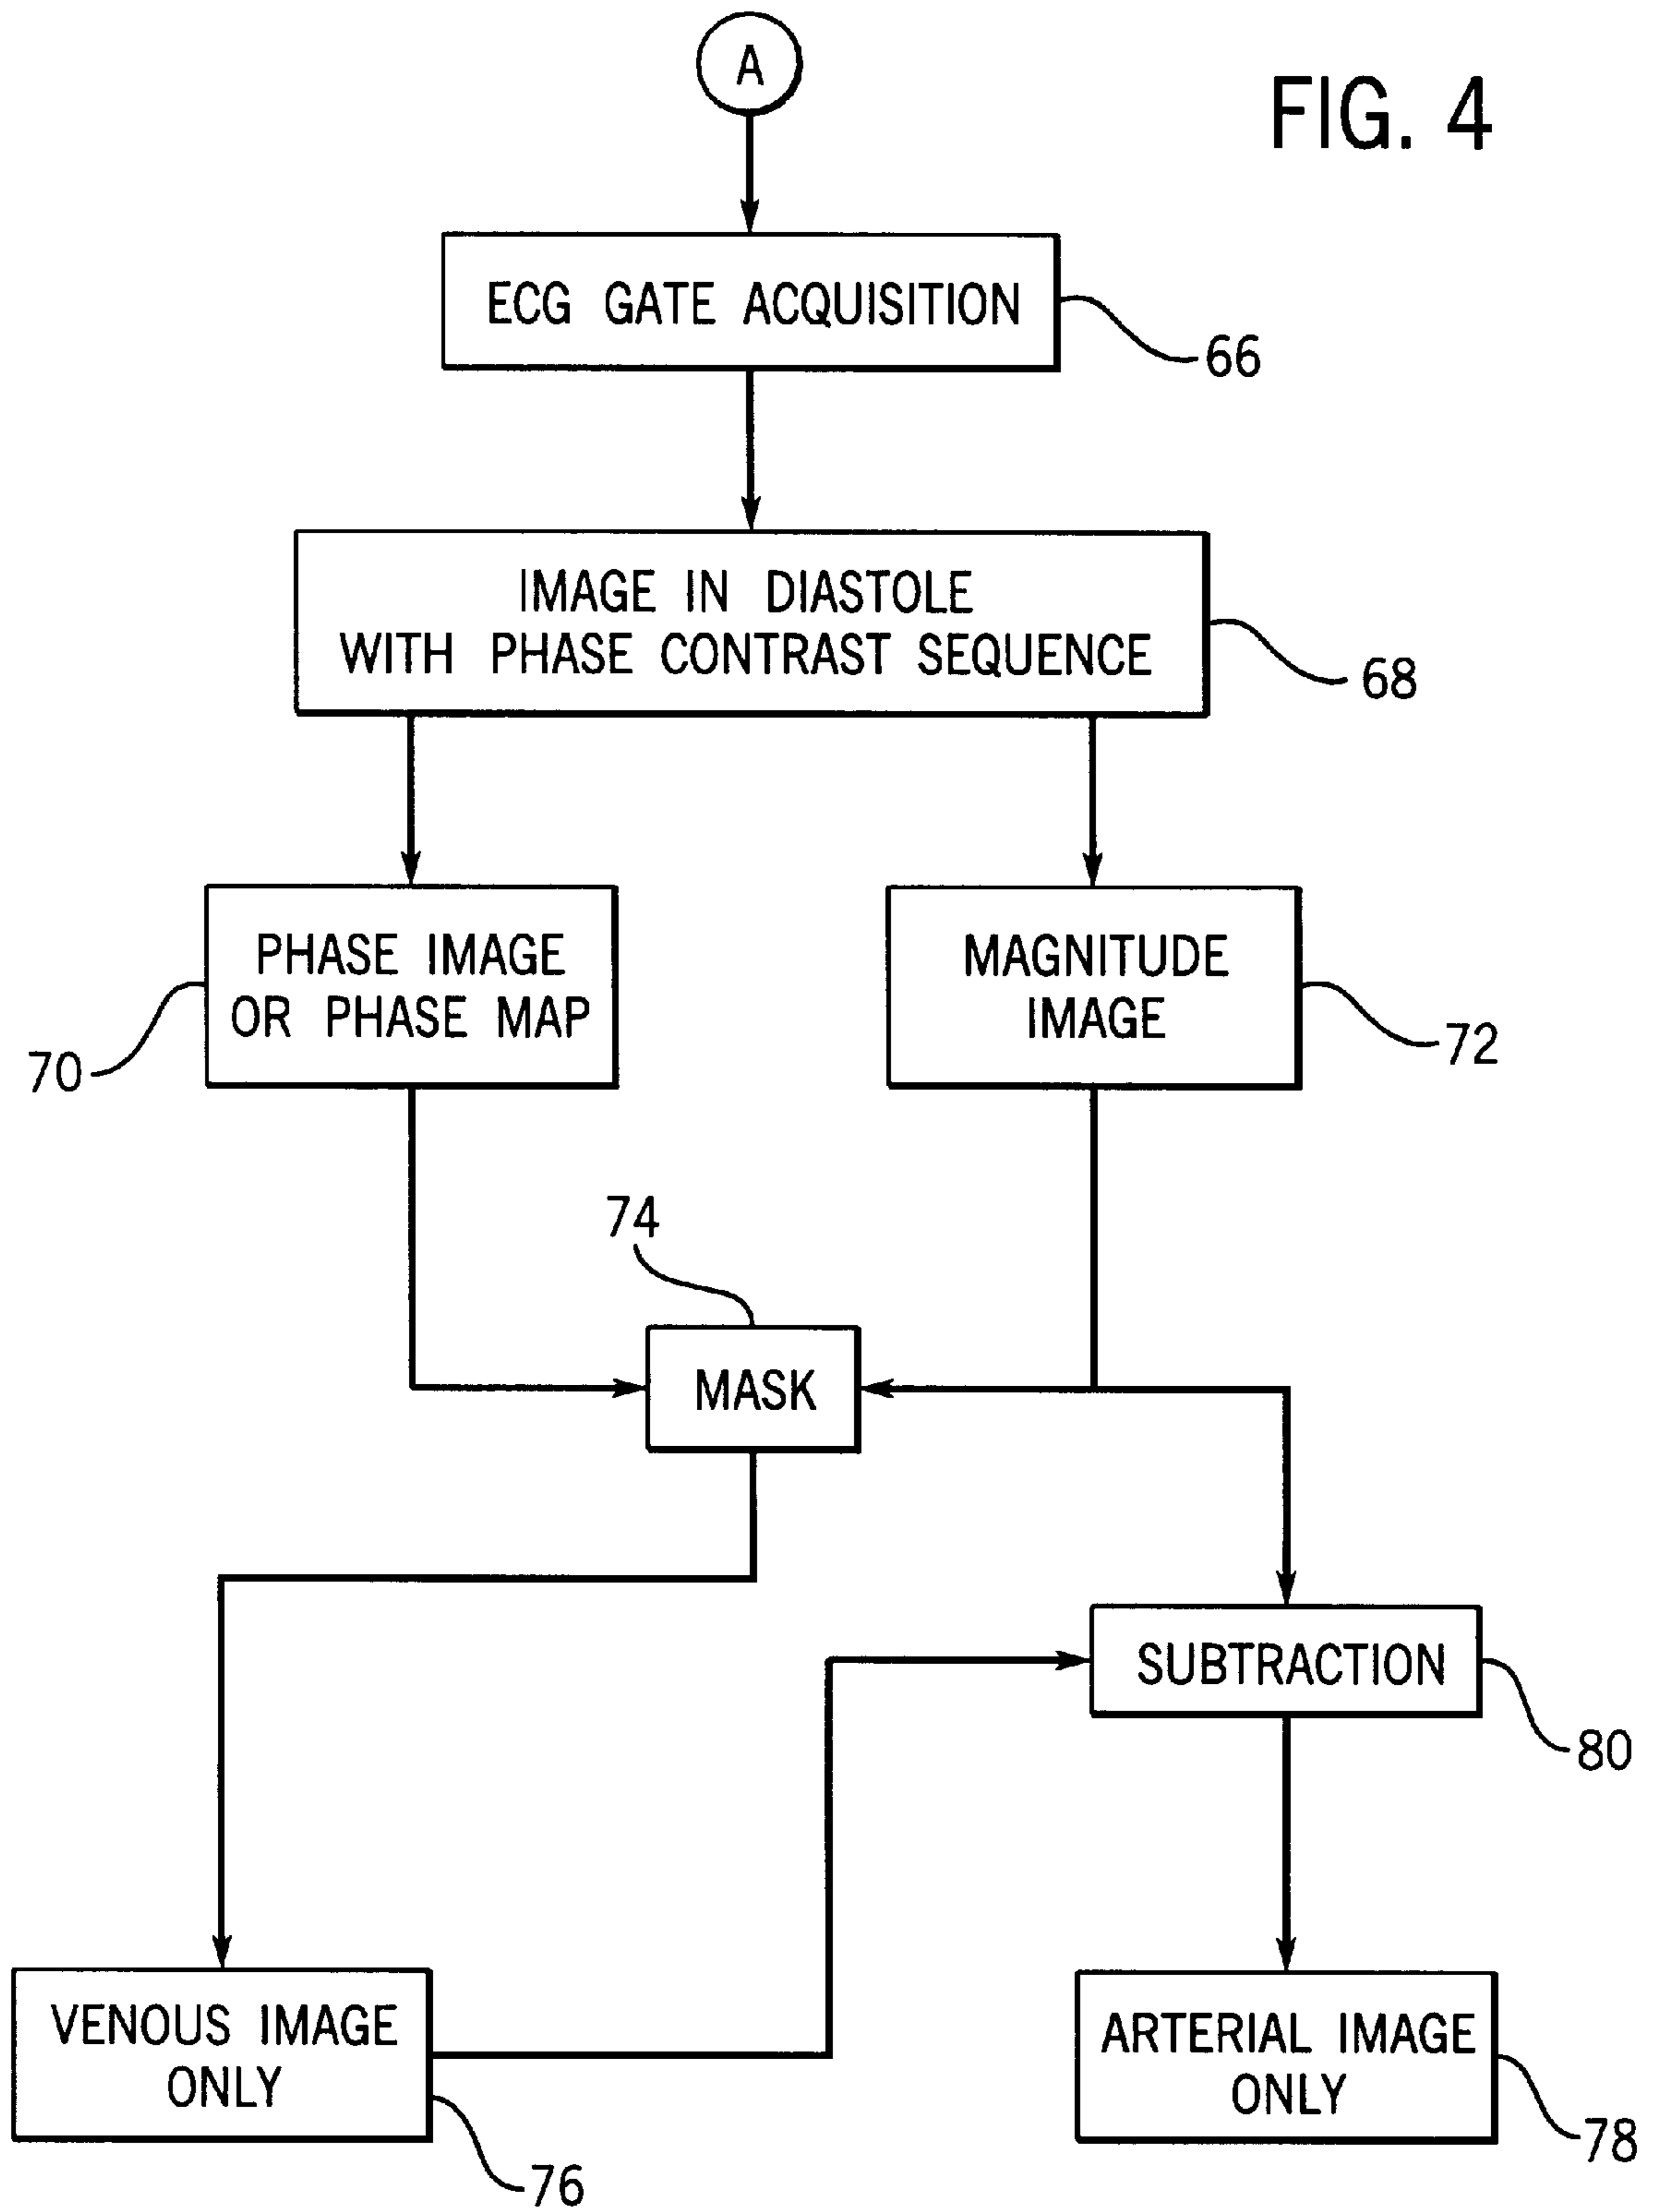 A
FIG. 4
ECG GATE ACQUISITION
66
IMAGE IN DIASTOLE
WITH PHASE CONTRAST SEQUENCE
68
PHASE IMAGE
OR PHASE MAP
70
MAGNITUDE
IMAGE
72
74
MASK
SUBTRACTION
80
VENOUS IMAGE
ONLY
76
ARTERIAL IMAGE
ONLY
78